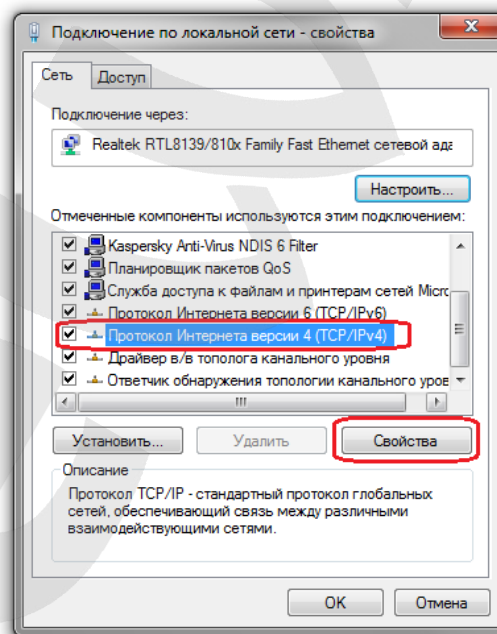 Подключение по локальной сети - свойства
Сеть Доступ
Подключение через:
Realtek RTL8139/810x Family Fast Ethernet сетевой ада
Настроить...
Отмеченные компоненты используются этим подключением:
Kaspersky Anti-Virus NDIS 6 Filter
Планировщик пакетов QoS
Служба доступа к файлам и принтерам сетей Micro
Протокол Интернета версии 6 (TCP/IPv6)
Протокол Интернета версии 4 (TCP/IPv4)
Драйвер в/в тополога канального уровня
Ответчик обнаружения топологии канального уров
Установить... Удалить Свойства
Описание
Протокол TCP/IP - стандартный протокол глобальных
сетей, обеспечивающий связь между различными
взаимодействующими сетями.
OK Отмена